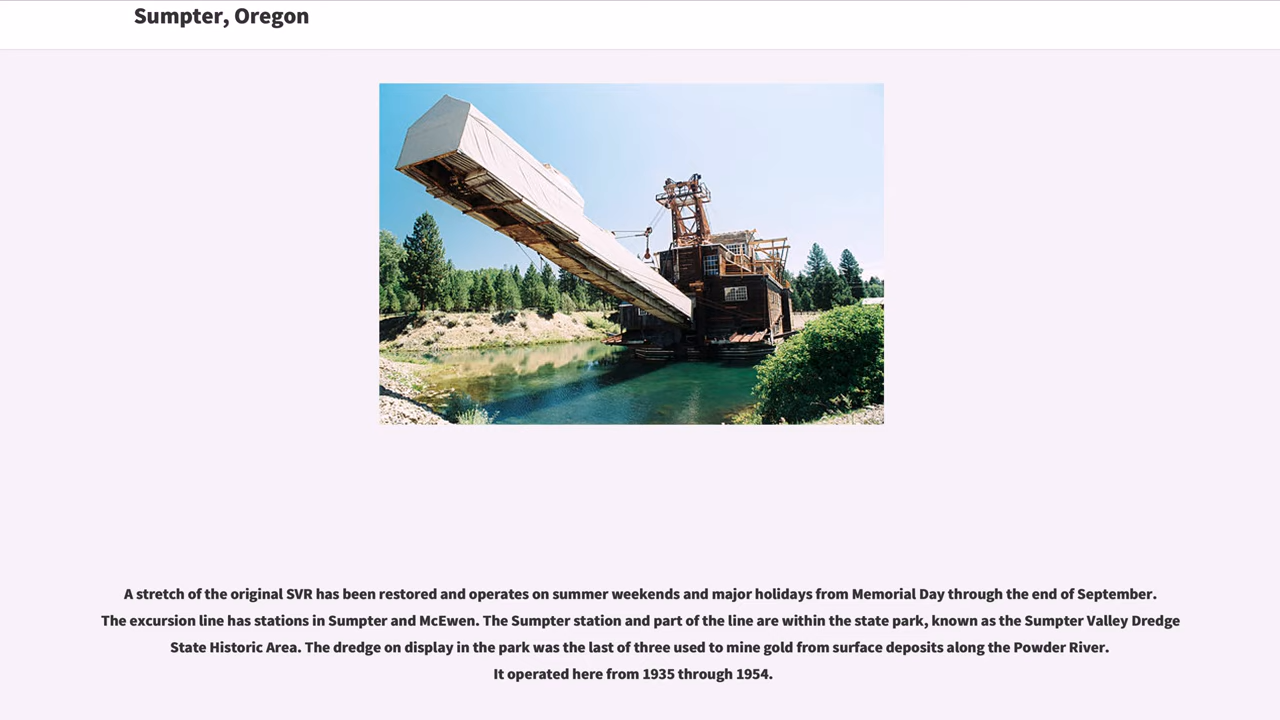 Sumpter, Oregon
A stretch of the original SVR has been restored and operates on summer weekends and major holidays from Memorial Day through the end of September.
The excursion line has stations in Sumpter and McEwen. The Sumpter station and part of the line are within the state park, known as the Sumpter Valley Dredge
State Historic Area. The dredge on display in the park was the last of three used to mine gold from surface deposits along the Powder River.
It operated here from 1935 through 1954.